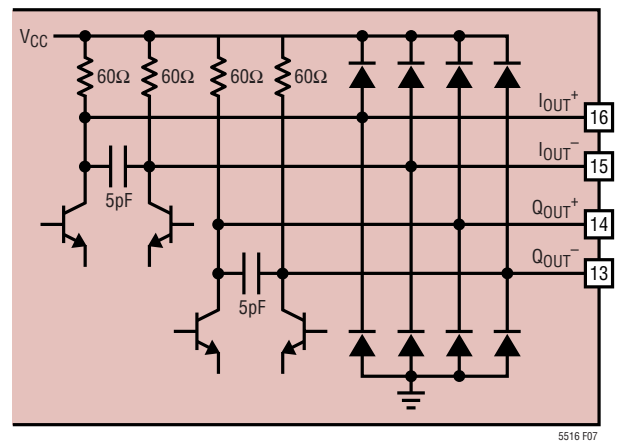 VCC
60Ω 60Ω 60Ω 60Ω
IOUT+
16
IOUT−
15
5pF
QOUT+
14
QOUT−
13
5pF
5516 F07